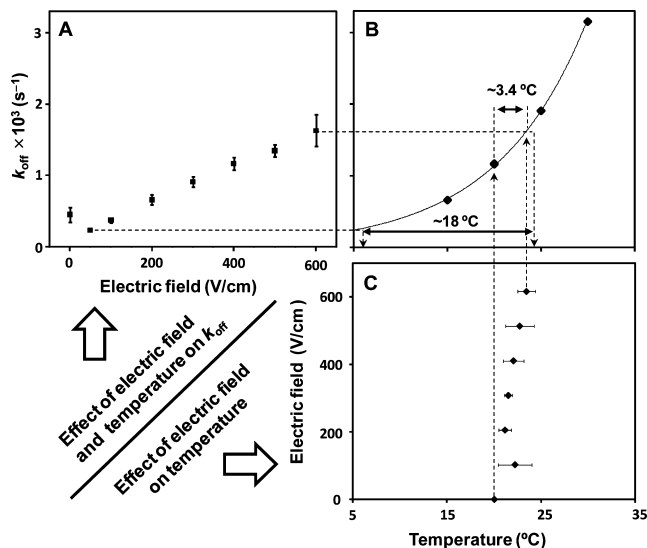 A
B
3
2
1
0
k_off × 10³ (s⁻¹)
0
200
400
600
Electric field (V/cm)
~3.4 ºC
~18 ºC
Effect of electric field
and temperature on k_off
Effect of electric field
on temperature
C
600
400
200
0
Electric field (V/cm)
5
15
25
35
Temperature (ºC)